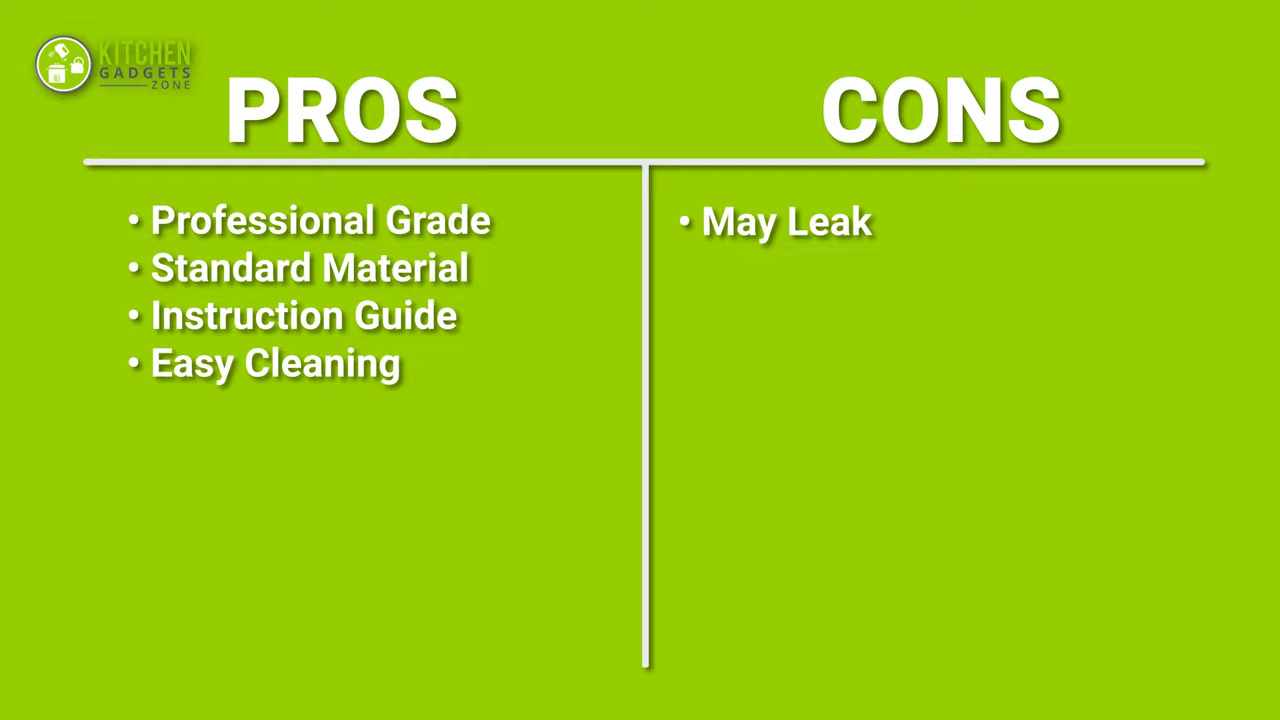 KITCHEN
GADGETS
ZONE
PROS
CONS
• Professional Grade
• Standard Material
• Instruction Guide
• Easy Cleaning
• May Leak